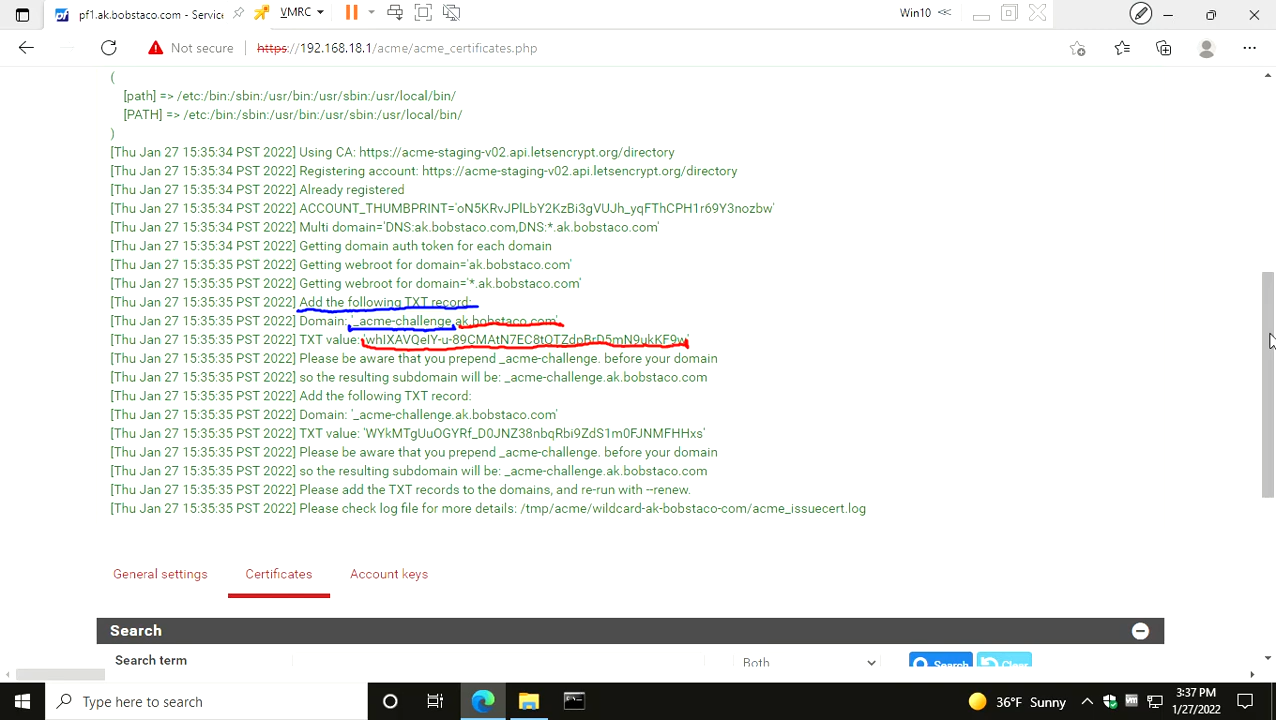 pf1.ak.bobstaco.com - Service
VMRC
Win10
Not secure
https://192.168.18.1/acme/acme_certificates.php
(
[path] => /etc:/bin:/sbin:/usr/bin:/usr/sbin:/usr/local/bin/
[PATH] => /etc:/bin:/sbin:/usr/bin:/usr/sbin:/usr/local/bin/
)
[Thu Jan 27 15:35:34 PST 2022] Using CA: https://acme-staging-v02.api.letsencrypt.org/directory
[Thu Jan 27 15:35:34 PST 2022] Registering account: https://acme-staging-v02.api.letsencrypt.org/directory
[Thu Jan 27 15:35:34 PST 2022] Already registered
[Thu Jan 27 15:35:34 PST 2022] ACCOUNT_THUMBPRINT='oN5KRvJPlLbY2KzBi3gVUJh_yqFThCPH1r69Y3nozbw'
[Thu Jan 27 15:35:34 PST 2022] Multi domain='DNS:ak.bobstaco.com,DNS:*.ak.bobstaco.com'
[Thu Jan 27 15:35:34 PST 2022] Getting domain auth token for each domain
[Thu Jan 27 15:35:35 PST 2022] Getting webroot for domain='ak.bobstaco.com'
[Thu Jan 27 15:35:35 PST 2022] Getting webroot for domain='*.ak.bobstaco.com'
[Thu Jan 27 15:35:35 PST 2022] Add the following TXT record:
[Thu Jan 27 15:35:35 PST 2022] Domain: '_acme-challenge.ak.bobstaco.com'
[Thu Jan 27 15:35:35 PST 2022] TXT value:
[Thu Jan 27 15:35:35 PST 2022] Please be aware that you prepend _acme-challenge. before your domain
[Thu Jan 27 15:35:35 PST 2022] so the resulting subdomain will be: _acme-challenge.ak.bobstaco.com
[Thu Jan 27 15:35:35 PST 2022] Add the following TXT record:
[Thu Jan 27 15:35:35 PST 2022] Domain: '_acme-challenge.ak.bobstaco.com'
[Thu Jan 27 15:35:35 PST 2022] TXT value: 'WYkMTgUuOGYRf_D0JNZ38nbqRbi9ZdS1m0FJNMFHHxs'
[Thu Jan 27 15:35:35 PST 2022] Please be aware that you prepend _acme-challenge. before your domain
[Thu Jan 27 15:35:35 PST 2022] so the resulting subdomain will be: _acme-challenge.ak.bobstaco.com
[Thu Jan 27 15:35:35 PST 2022] Please add the TXT records to the domains, and re-run with --renew.
[Thu Jan 27 15:35:35 PST 2022] Please check log file for more details: /tmp/acme/wildcard-ak-bobstaco-com/acme_issuecert.log
General settings
Certificates
Account keys
Search
Search term
Both
Search
Clear
Type here to search
36°F Sunny
3:37 PM
1/27/2022